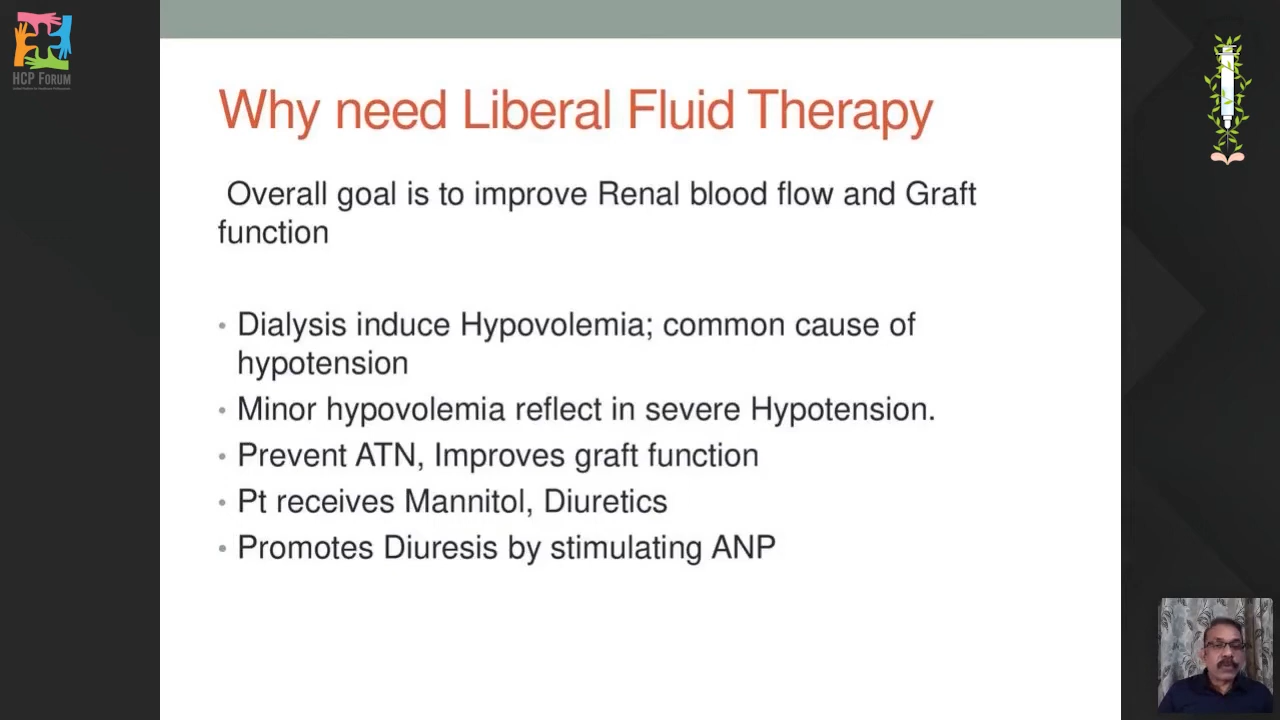 HCP FORUM
Why need Liberal Fluid Therapy
Overall goal is to improve Renal blood flow and Graft
function
• Dialysis induce Hypovolemia; common cause of
hypotension
• Minor hypovolemia reflect in severe Hypotension.
• Prevent ATN, Improves graft function
• Pt receives Mannitol, Diuretics
• Promotes Diuresis by stimulating ANP